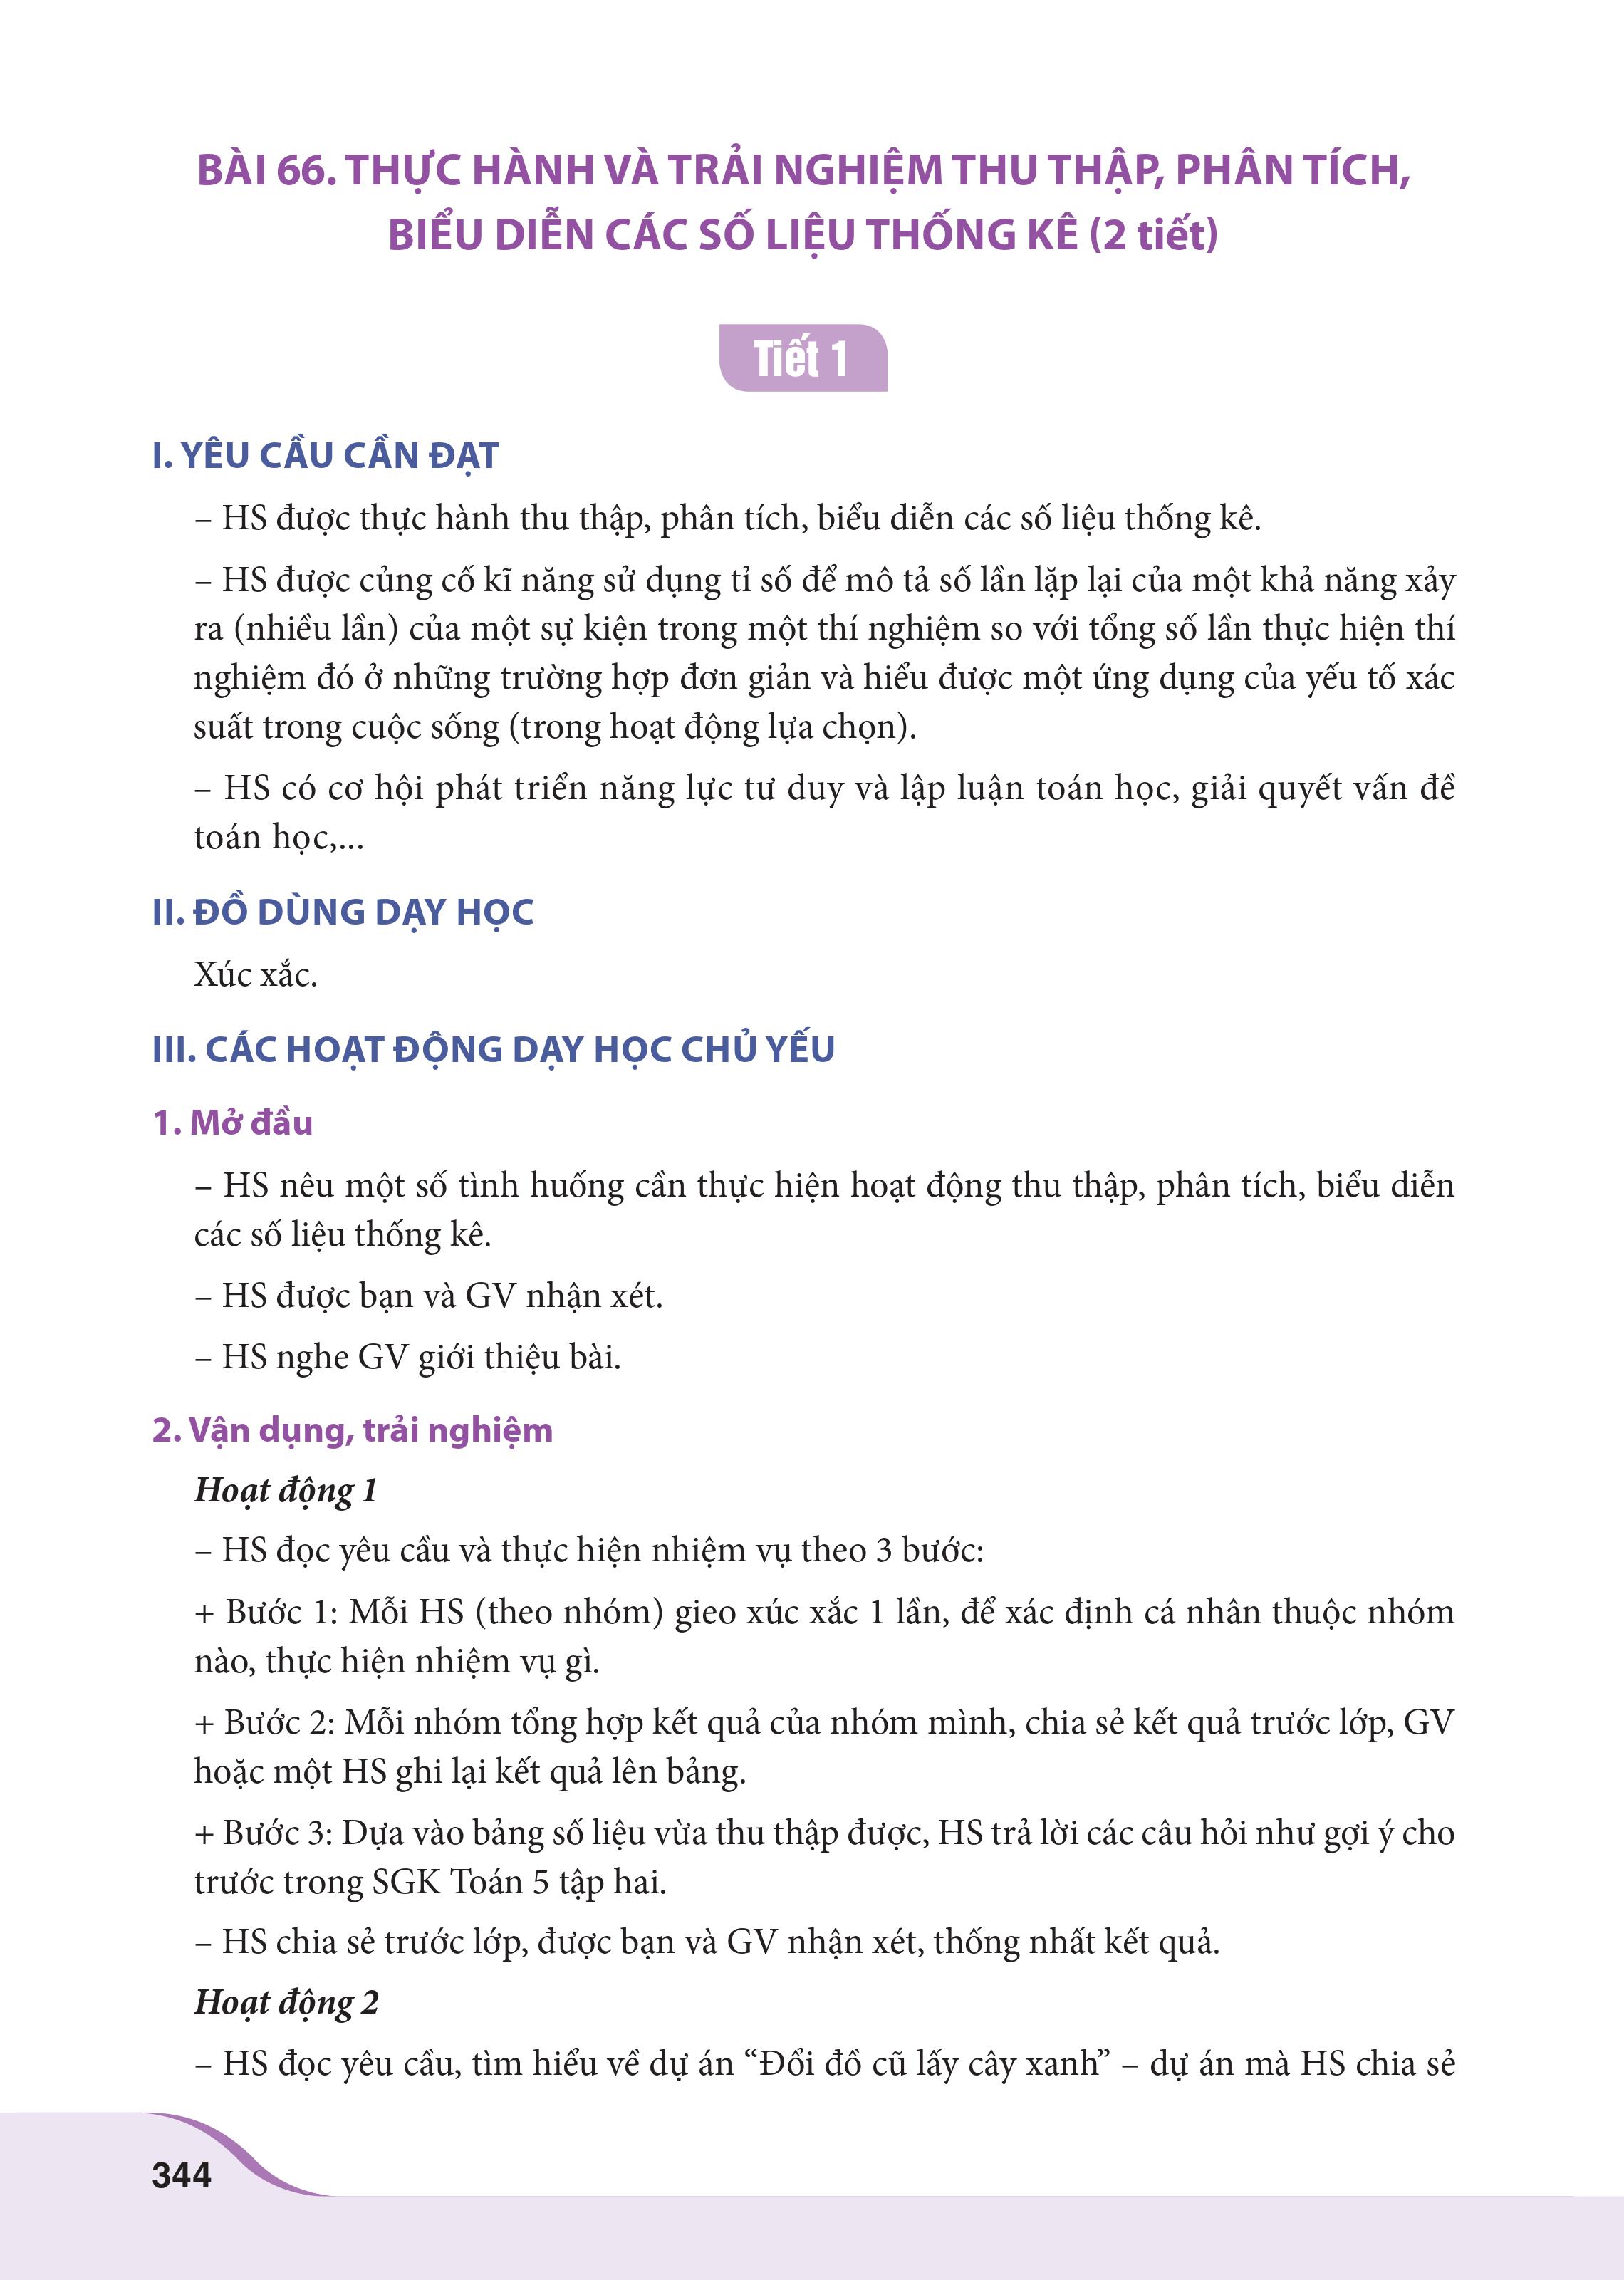 BÀI 66. THỰC HÀNH VÀ TRẢI NGHIỆM THU THẬP, PHÂN TÍCH,
BIỂU DIỄN CÁC SỐ LIỆU THỐNG KÊ (2 tiết)
Tiết 1
I. YÊU CẦU CẦN ĐẠT
– HS được thực hành thu thập, phân tích, biểu diễn các số liệu thống kê.
– HS được củng cố kĩ năng sử dụng tỉ số để mô tả số lần lặp lại của một khả năng xảy
ra (nhiều lần) của một sự kiện trong một thí nghiệm so với tổng số lần thực hiện thí
nghiệm đó ở những trường hợp đơn giản và hiểu được một ứng dụng của yếu tố xác
suất trong cuộc sống (trong hoạt động lựa chọn).
– HS có cơ hội phát triển năng lực tư duy và lập luận toán học, giải quyết vấn đề
toán học,...
II. ĐỒ DÙNG DẠY HỌC
Xúc xắc.
III. CÁC HOẠT ĐỘNG DẠY HỌC CHỦ YẾU
1. Mở đầu
– HS nêu một số tình huống cần thực hiện hoạt động thu thập, phân tích, biểu diễn
các số liệu thống kê.
– HS được bạn và GV nhận xét.
– HS nghe GV giới thiệu bài.
2. Vận dụng, trải nghiệm
Hoạt động 1
– HS đọc yêu cầu và thực hiện nhiệm vụ theo 3 bước:
+ Bước 1: Mỗi HS (theo nhóm) gieo xúc xắc 1 lần, để xác định cá nhân thuộc nhóm
nào, thực hiện nhiệm vụ gì.
+ Bước 2: Mỗi nhóm tổng hợp kết quả của nhóm mình, chia sẻ kết quả trước lớp, GV
hoặc một HS ghi lại kết quả lên bảng.
+ Bước 3: Dựa vào bảng số liệu vừa thu thập được, HS trả lời các câu hỏi như gợi ý cho
trước trong SGK Toán 5 tập hai.
– HS chia sẻ trước lớp, được bạn và GV nhận xét, thống nhất kết quả.
Hoạt động 2
– HS đọc yêu cầu, tìm hiểu về dự án “Đổi đồ cũ lấy cây xanh” – dự án mà HS chia sẻ
344